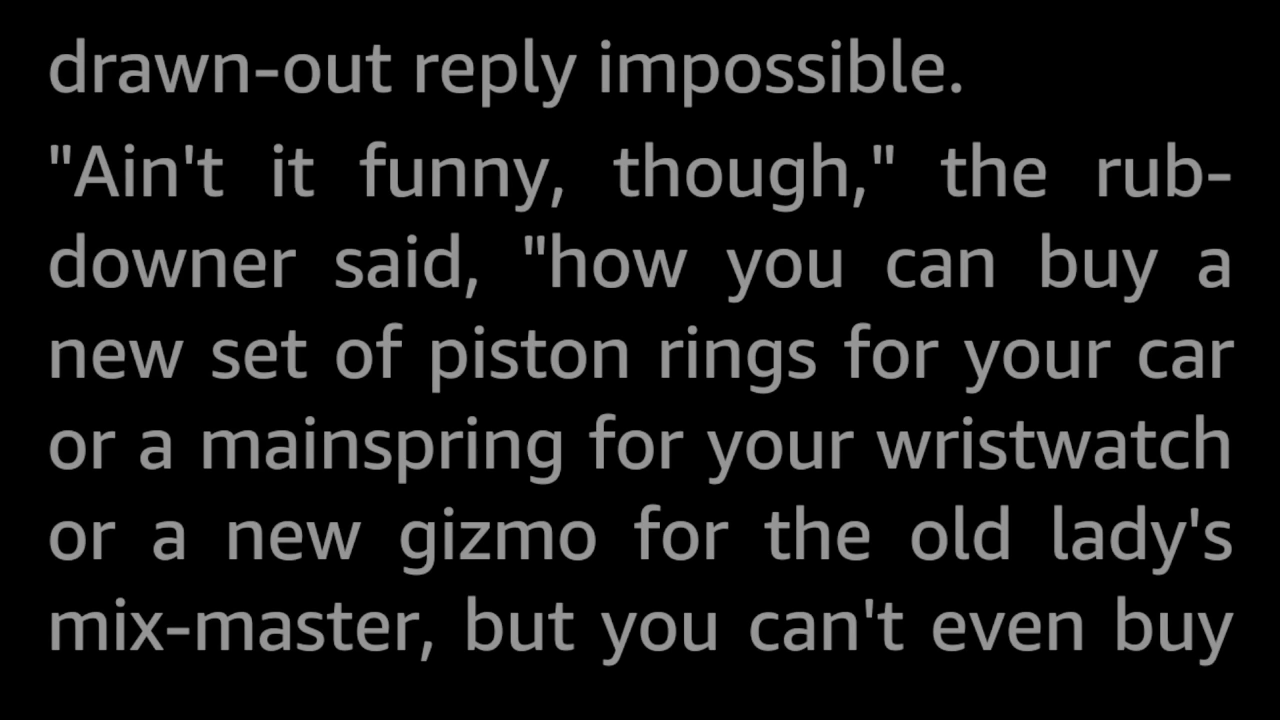 drawn-out reply impossible.
"Ain't it funny, though," the rub-
downer said, "how you can buy a
new set of piston rings for your car
or a mainspring for your wristwatch
or a new gizmo for the old lady's
mix-master, but you can't even buy